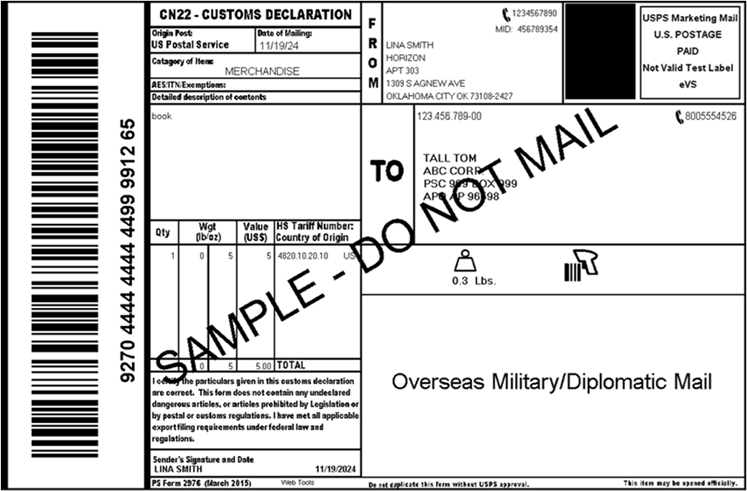 9270 4444 4444 4499 9912 65
CN22 - CUSTOMS DECLARATION
Origin Post:
US Postal Service
Date of Mailing:
11/19/24
Catagory of Items:
MERCHANDISE
AES/ITN/Exemptions:
Detailed description of contents
book
Qty
Wgt
(lb/oz)
Value
(US$)
HS Tariff Number:
Country of Origin
1 0 5 5 4820.10.20.10 US
0 5 5.00 TOTAL
I certify the particulars given in this customs declaration
are correct. This form does not contain any undeclared
dangerous articles, or articles prohibited by Legislation or
by postal or customs regulations. I have met all applicable
export filing requirements under federal law and
regulations.
Sender's Signature and Date
LINA SMITH 11/19/2024
PS Form 2976 (March 2015) Web Tools
FROM
1234567890
MID: 456789354
LINA SMITH
HORIZON
APT 303
1309 S AGNEW AVE
OKLAHOMA CITY OK 73108-2427
USPS Marketing Mail
U.S. POSTAGE
PAID
Not Valid Test Label
eVS
123.456.789-00
8005554526
TO
TALL TOM
ABC CORP.
PSC 999 BOX 999
APO AP 96698
0.3 Lbs.
Overseas Military/Diplomatic Mail
Do not duplicate this form without USPS approval.
This item may be opened officially.
SAMPLE - DO NOT MAIL